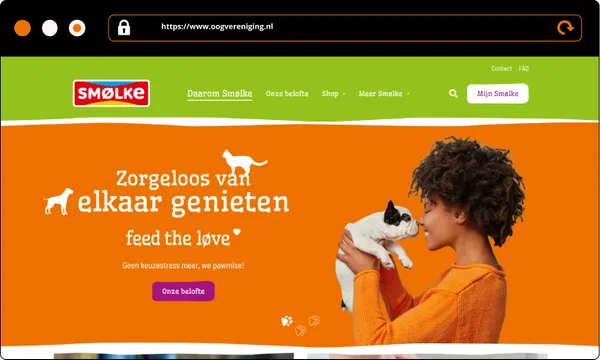 https://www.oogvereniging.nl
Contact FAQ
SMØLKE
Daarom Smølke Onze belofte Shop Meer Smølke Mijn Smølke
Zorgeloos van
elkaar genieten
feed the løve
Geen keuzestress meer, we pawmise!
Onze belofte